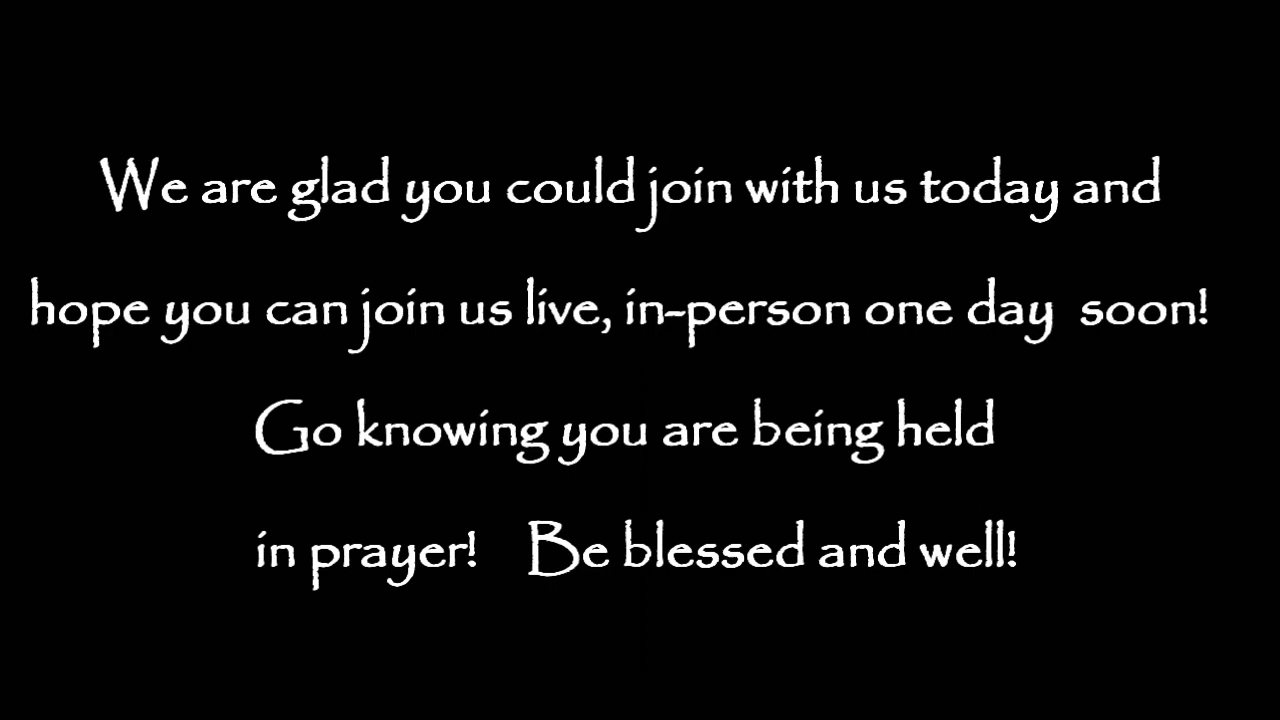 We are glad you could join with us today and
hope you can join us live, in-person one day  soon!
Go knowing you are being held
in prayer!   Be blessed and well!